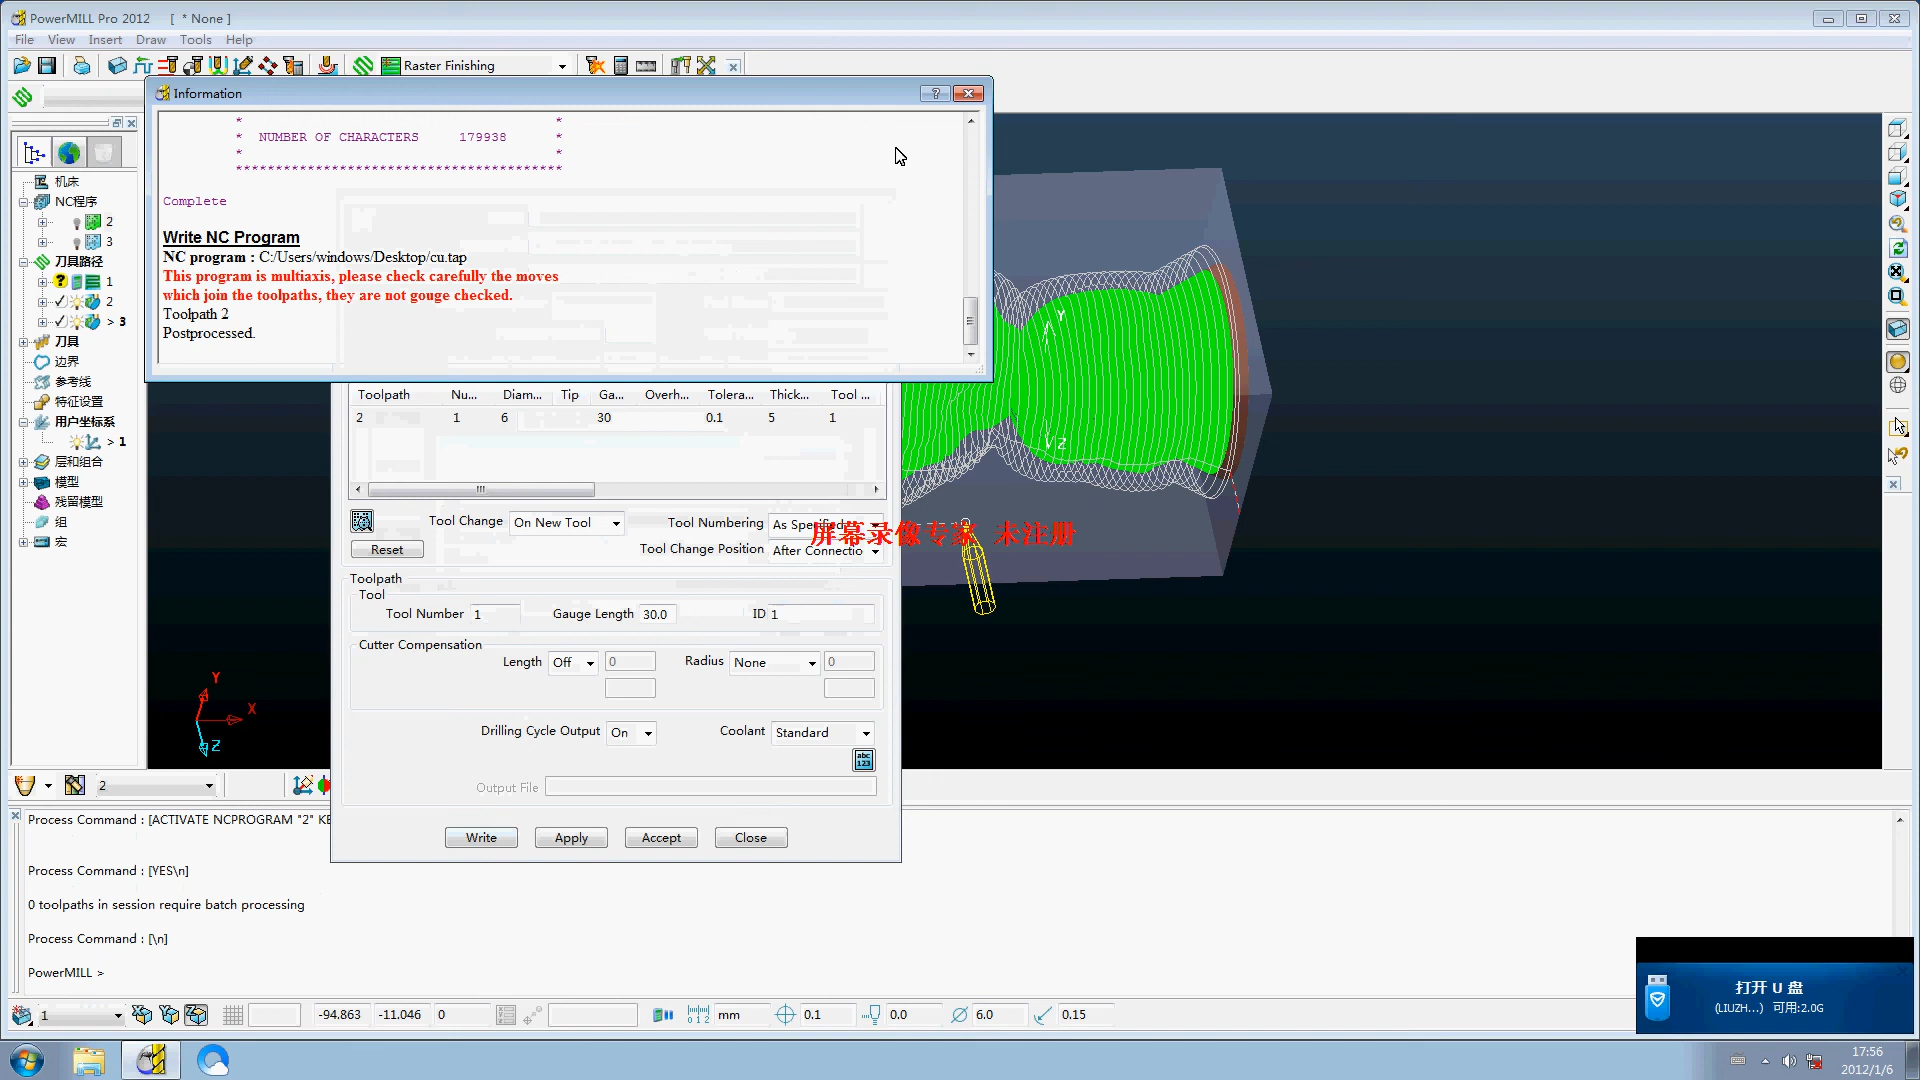 PowerMILL Pro 2012 [ * None ]
File View Insert Draw Tools Help
Raster Finishing
Information
* *
* NUMBER OF CHARACTERS 179938 *
* *
*****************************************
Complete
Write NC Program
NC program : C:/Users/windows/Desktop/cu.tap
This program is multiaxis, please check carefully the moves
which join the toolpaths, they are not gouge checked.
Toolpath 2
Postprocessed.
机床
NC程序
2
3
刀具路径
1
2
> 3
刀具
边界
参考线
特征设置
用户坐标系
> 1
层和组合
模型
残留模型
组
宏
Toolpath Nu... Diam... Tip Ga... Overh... Tolera... Thick... Tool ...
2 1 6 30 0.1 5 1
Tool Change On New Tool Tool Numbering As Specified
屏幕录像专家 未注册
Reset Tool Change Position After Connectio
Toolpath
Tool
Tool Number 1 Gauge Length 30.0 ID 1
Cutter Compensation
Length Off 0 Radius None 0
Drilling Cycle Output On Coolant Standard
abc
123
Output File
Write Apply Accept Close
Y
Z
Y
X
Z
2
Process Command : [ACTIVATE NCPROGRAM "2" KE
Process Command : [YES\n]
0 toolpaths in session require batch processing
Process Command : [\n]
PowerMILL >
打开 U 盘
(LIUZH...) 可用:2.0G
1 -94.863 -11.046 0 mm 0.1 0.0 6.0 0.15
17:56
2012/1/6